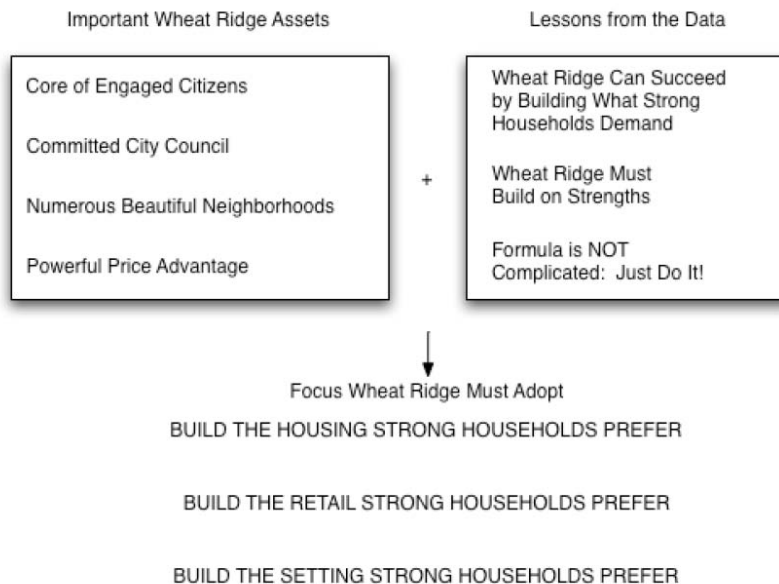 Important Wheat Ridge Assets
Core of Engaged Citizens
Committed City Council
Numerous Beautiful Neighborhoods
Powerful Price Advantage
+
Lessons from the Data
Wheat Ridge Can Succeed
by Building What Strong
Households Demand
Wheat Ridge Must
Build on Strengths
Formula is NOT
Complicated: Just Do It!
Focus Wheat Ridge Must Adopt
BUILD THE HOUSING STRONG HOUSEHOLDS PREFER
BUILD THE RETAIL STRONG HOUSEHOLDS PREFER
BUILD THE SETTING STRONG HOUSEHOLDS PREFER